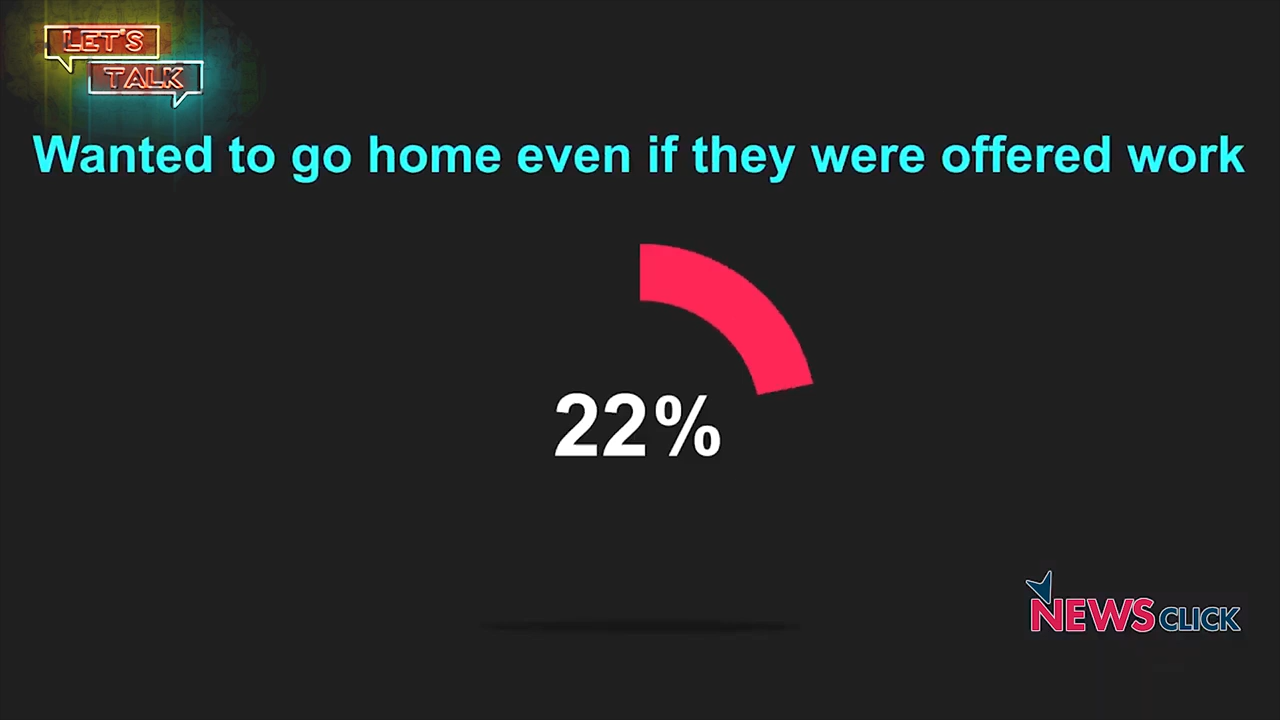 LET'S
TALK
Wanted to go home even if they were offered work
22%
NEWSCLICK